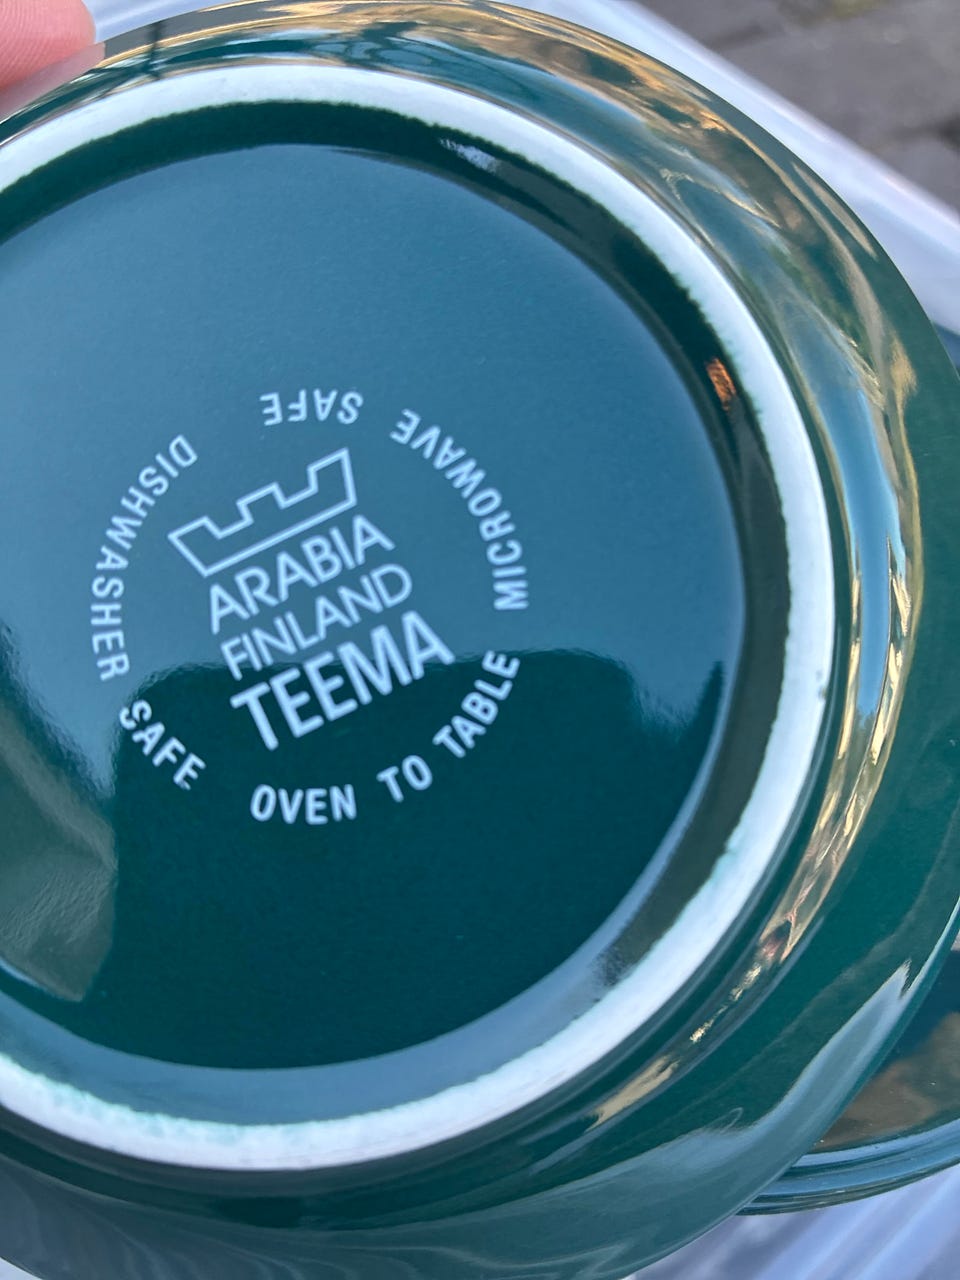 ARABIA
FINLAND
TEEMA
OVEN TO TABLE
MICROWAVE SAFE
DISHWASHER SAFE